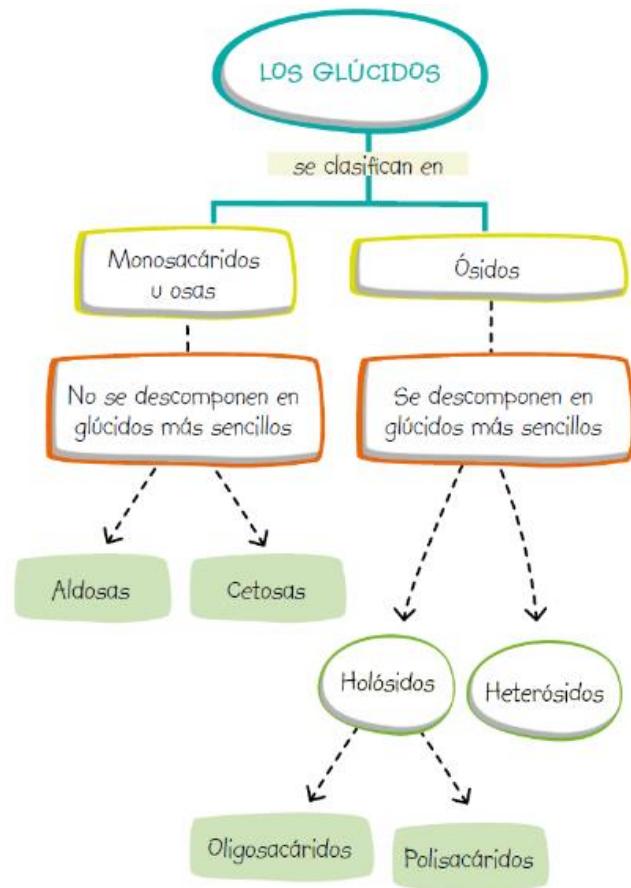 LOS GLÚCIDOS
se clasifican en
Monosacáridos
u osas
Ósidos
No se descomponen en
glúcidos más sencillos
Se descomponen en
glúcidos más sencillos
Aldosas
Cetosas
Holósidos
Heterósidos
Oligosacáridos
Polisacáridos